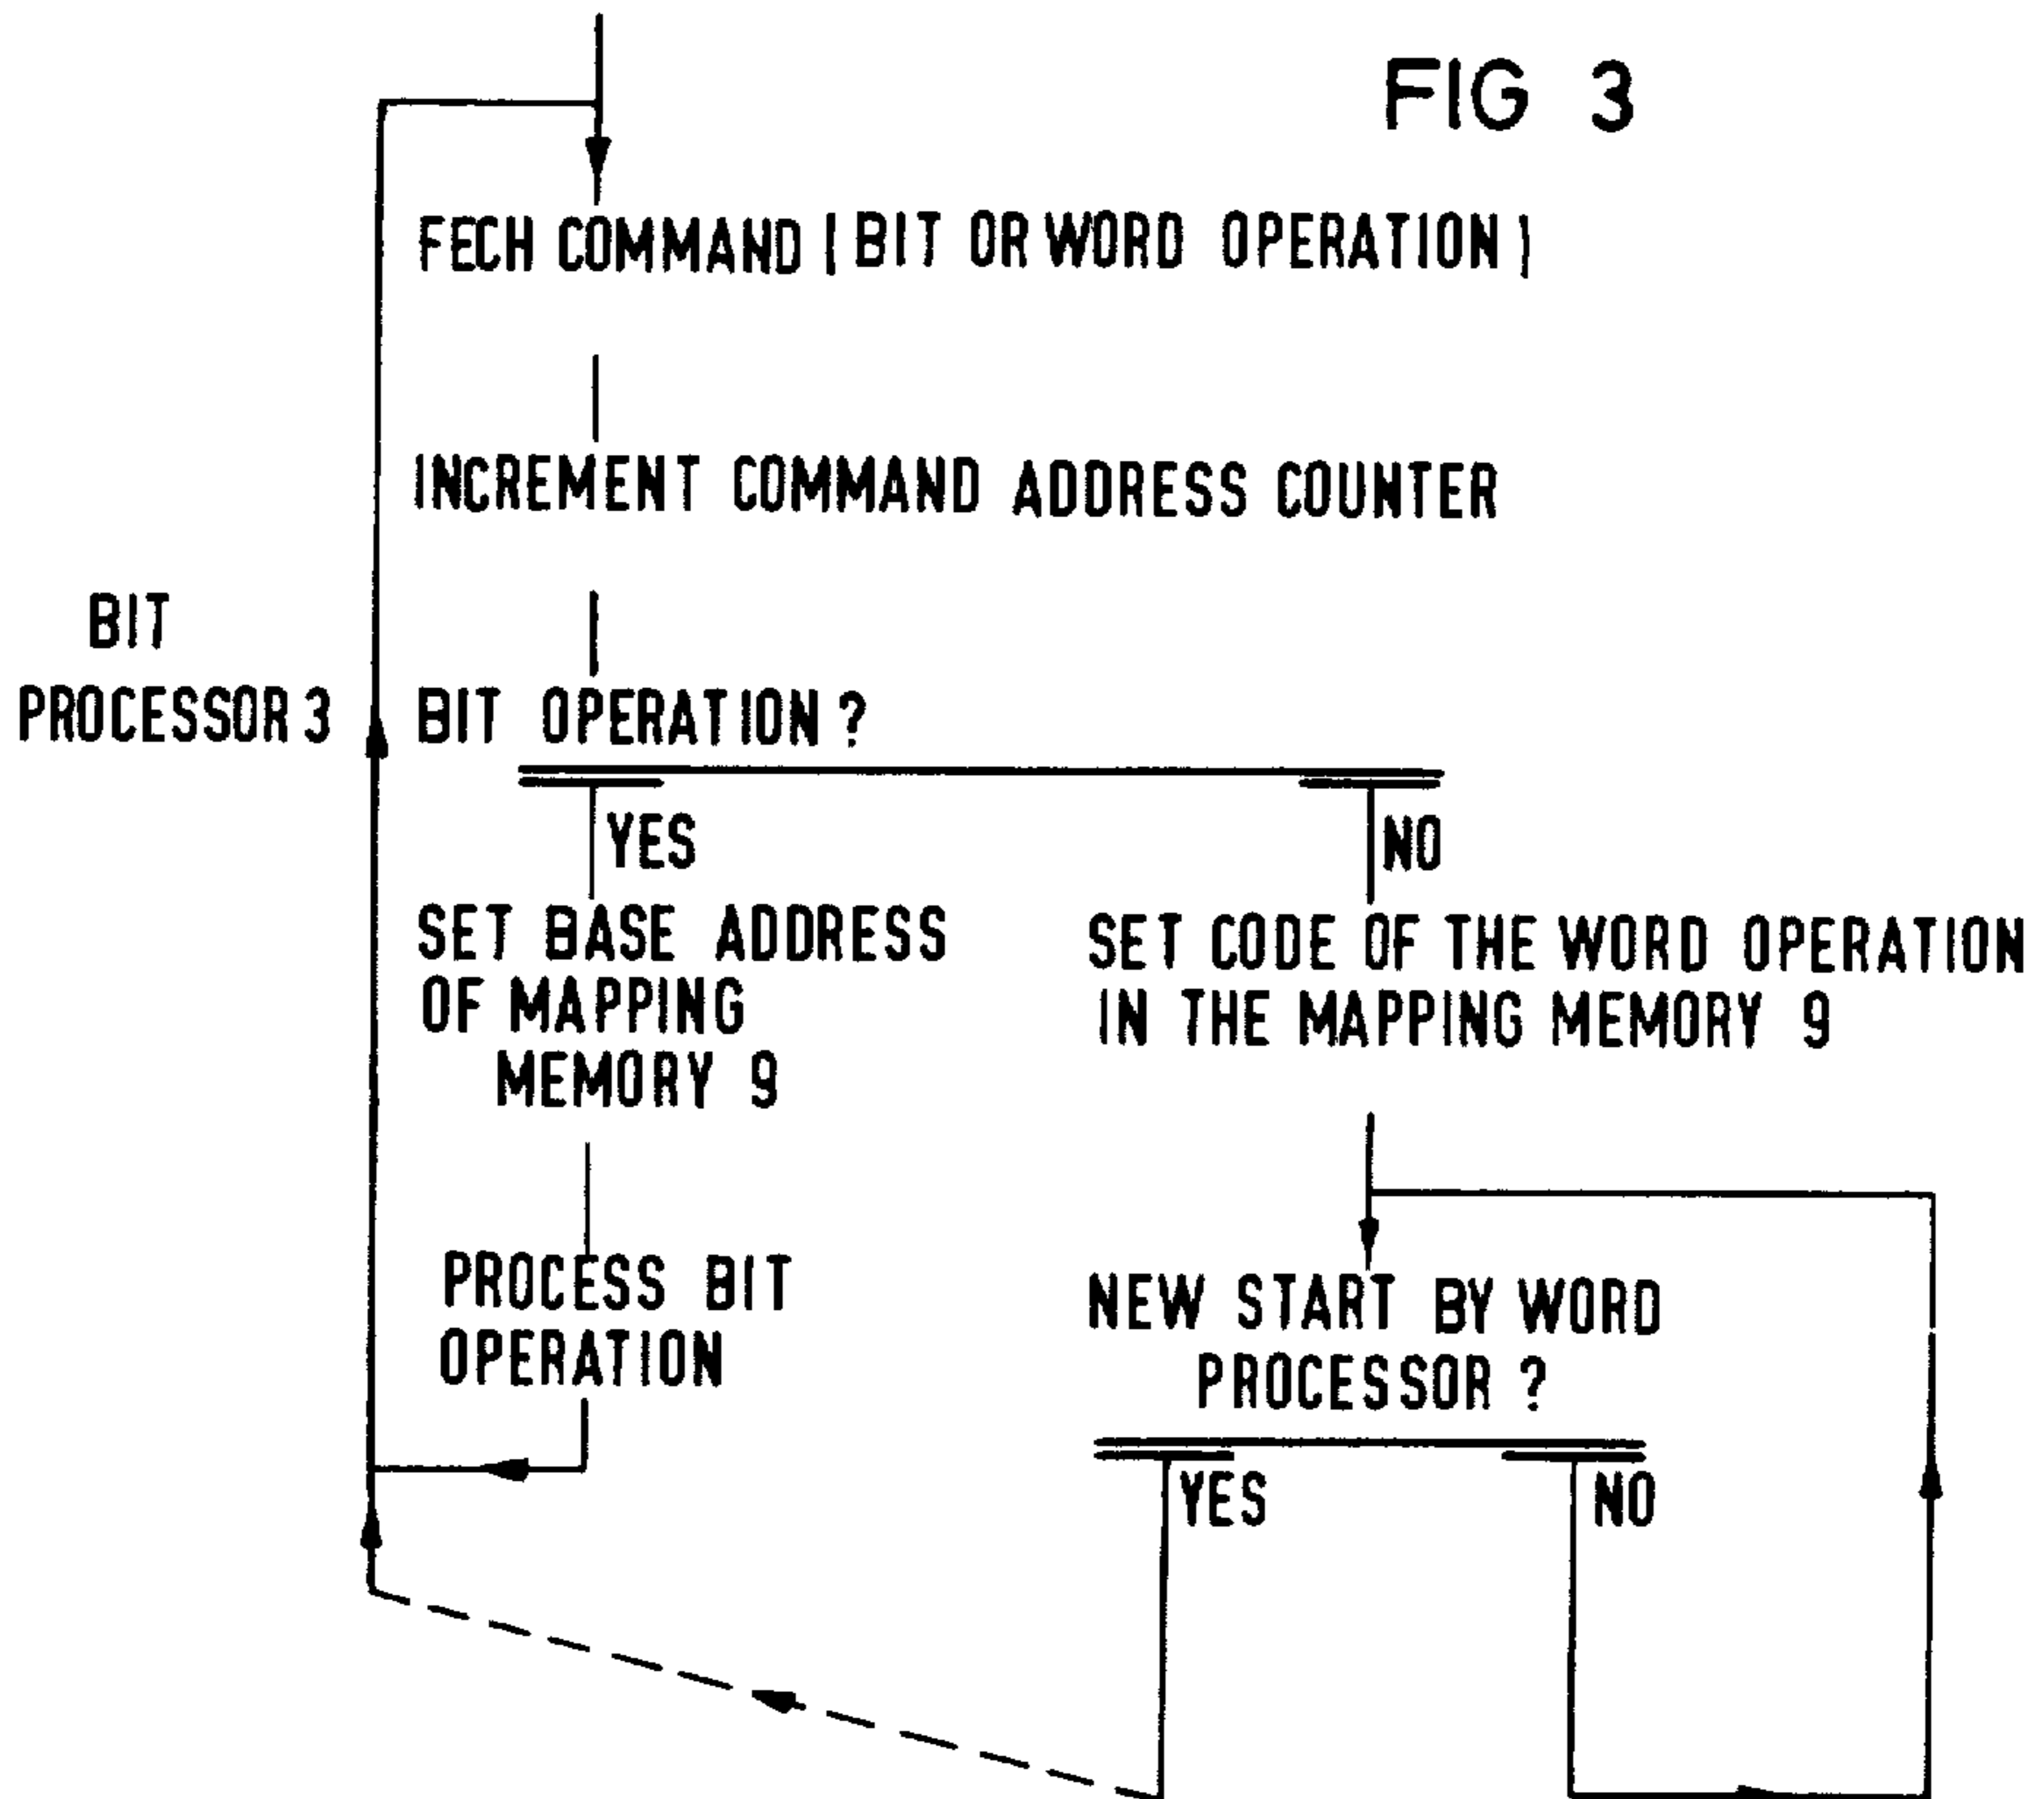 FIG 3
FECH COMMAND ( BIT OR WORD OPERATION )
INCREMENT COMMAND ADDRESS COUNTER
BIT
PROCESSOR 3
BIT OPERATION ?
YES
NO
SET BASE ADDRESS
OF MAPPING
MEMORY 9
SET CODE OF THE WORD OPERATION
IN THE MAPPING MEMORY 9
PROCESS BIT
OPERATION
NEW START BY WORD
PROCESSOR ?
YES
NO